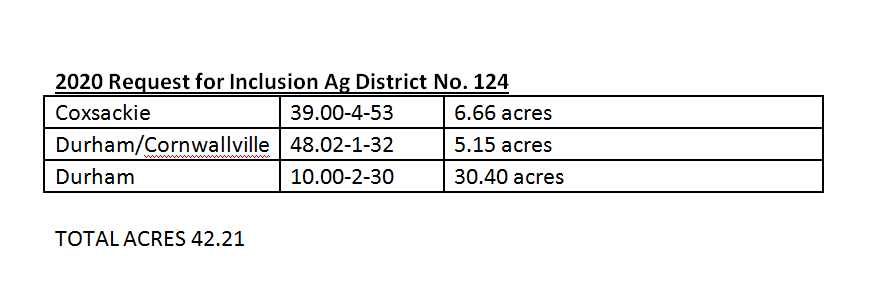 2020 Request for Inclusion Ag District No. 124
Coxsackie 39.00-4-53 6.66 acres
Durham/Cornwallville 48.02-1-32 5.15 acres
Durham 10.00-2-30 30.40 acres
TOTAL ACRES 42.21